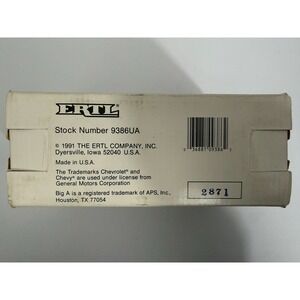 ERTL
Stock Number 9386UA
© 1991 THE ERTL COMPANY, INC.
Dyersville, Iowa 52040 U.S.A.
Made in U.S.A.
The Trademarks Chevrolet® and
Chevy® are used under license from
General Motors Corporation
Big A is a registered trademark of APS, Inc.,
Houston, TX 77054
2871